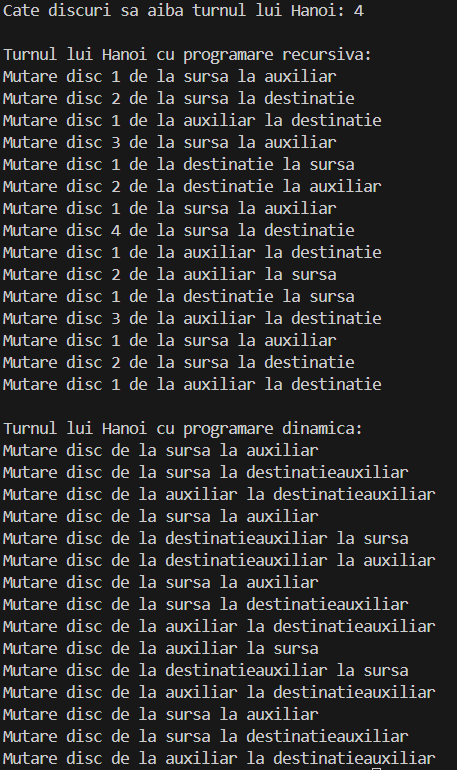 Cate discuri sa aiba turnul lui Hanoi: 4
Turnul lui Hanoi cu programare recursiva:
Mutare disc 1 de la sursa la auxiliar
Mutare disc 2 de la sursa la destinatie
Mutare disc 1 de la auxiliar la destinatie
Mutare disc 3 de la sursa la auxiliar
Mutare disc 1 de la destinatie la sursa
Mutare disc 2 de la destinatie la auxiliar
Mutare disc 1 de la sursa la auxiliar
Mutare disc 4 de la sursa la destinatie
Mutare disc 1 de la auxiliar la destinatie
Mutare disc 2 de la auxiliar la sursa
Mutare disc 1 de la destinatie la sursa
Mutare disc 3 de la auxiliar la destinatie
Mutare disc 1 de la sursa la auxiliar
Mutare disc 2 de la sursa la destinatie
Mutare disc 1 de la auxiliar la destinatie
Turnul lui Hanoi cu programare dinamica:
Mutare disc de la sursa la auxiliar
Mutare disc de la sursa la destinatieauxiliar
Mutare disc de la auxiliar la destinatieauxiliar
Mutare disc de la sursa la auxiliar
Mutare disc de la destinatieauxiliar la sursa
Mutare disc de la destinatieauxiliar la auxiliar
Mutare disc de la sursa la auxiliar
Mutare disc de la sursa la destinatieauxiliar
Mutare disc de la auxiliar la destinatieauxiliar
Mutare disc de la auxiliar la sursa
Mutare disc de la destinatieauxiliar la sursa
Mutare disc de la auxiliar la destinatieauxiliar
Mutare disc de la sursa la auxiliar
Mutare disc de la sursa la destinatieauxiliar
Mutare disc de la auxiliar la destinatieauxiliar